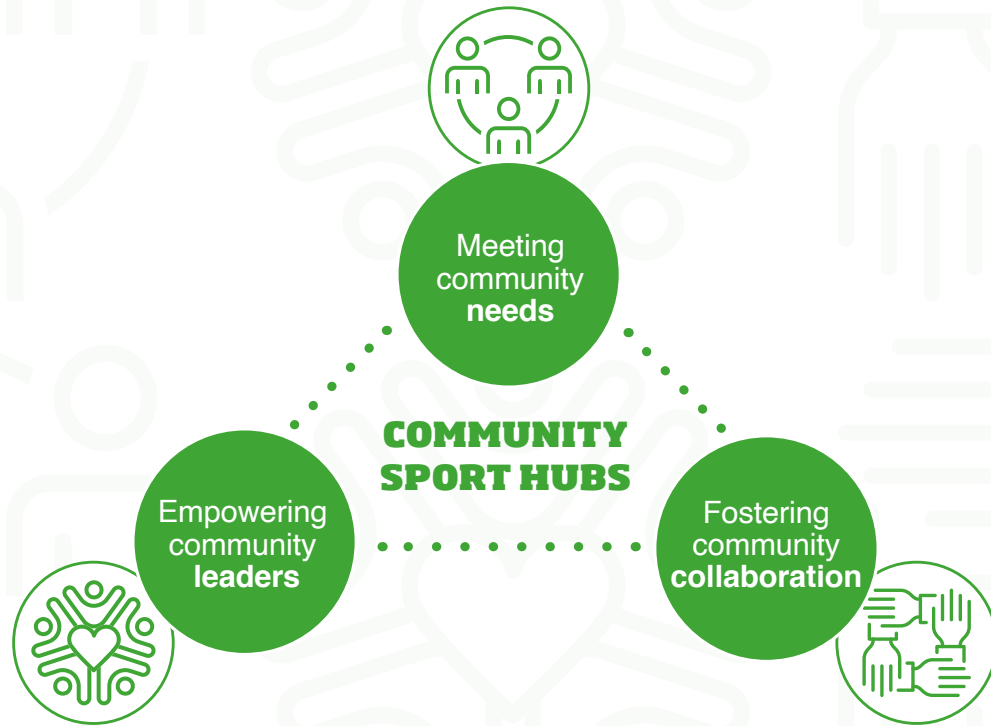 Meeting
community
needs
COMMUNITY
SPORT HUBS
Empowering
community
leaders
Fostering
community
collaboration